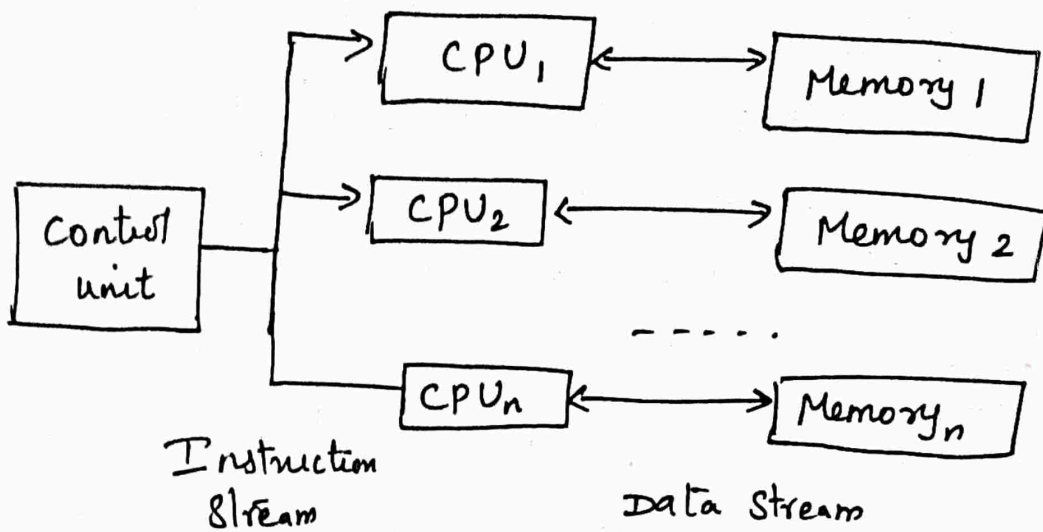 CPU₁
Memory 1
Control
unit
CPU₂
Memory 2
CPUₙ
Memoryₙ
Instruction
Stream
Data Stream